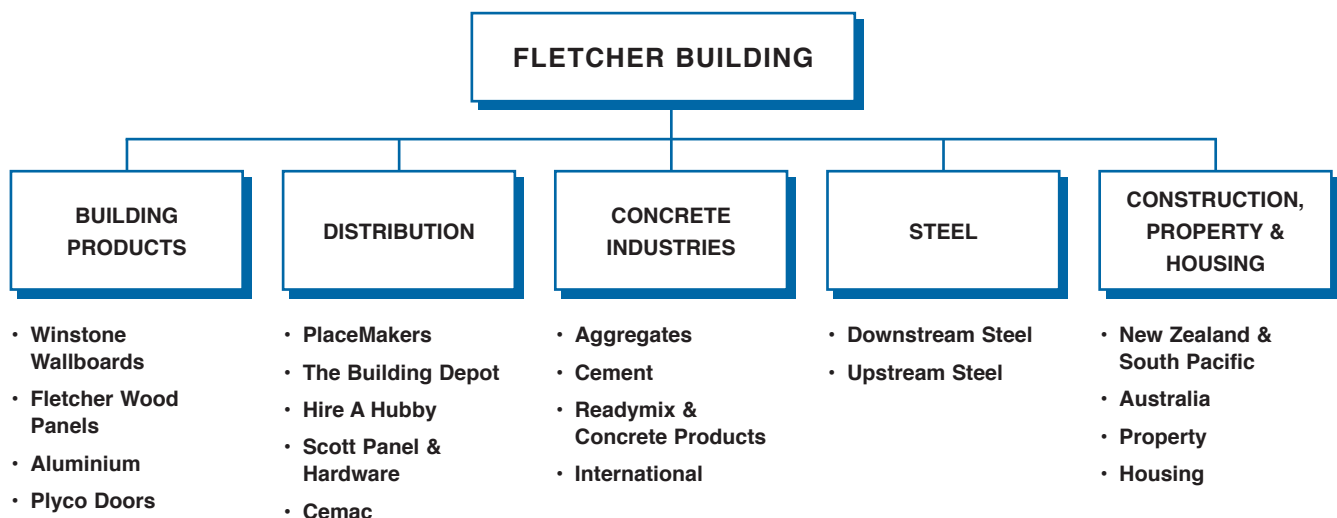 FLETCHER BUILDING
BUILDING
PRODUCTS
DISTRIBUTION
CONCRETE
INDUSTRIES
STEEL
CONSTRUCTION,
PROPERTY &
HOUSING
• Winstone
Wallboards
• Fletcher Wood
Panels
• Aluminium
• Plyco Doors
• PlaceMakers
• The Building Depot
• Hire A Hubby
• Scott Panel &
Hardware
• Cemac
• Aggregates
• Cement
• Readymix &
Concrete Products
• International
• Downstream Steel
• Upstream Steel
• New Zealand &
South Pacific
• Australia
• Property
• Housing